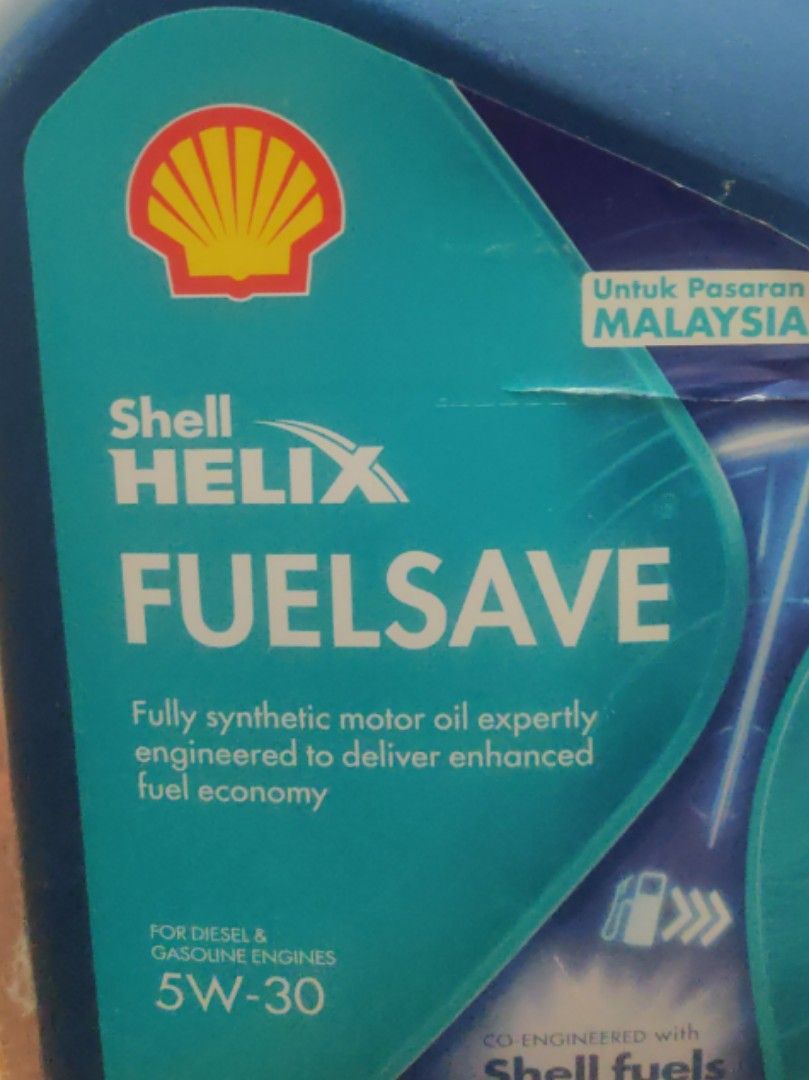 Untuk Pasaran
MALAYSIA
Shell
HELIX
FUELSAVE
Fully synthetic motor oil expertly
engineered to deliver enhanced
fuel economy
FOR DIESEL &
GASOLINE ENGINES
5W-30
CO-ENGINEERED with
Shell fuels